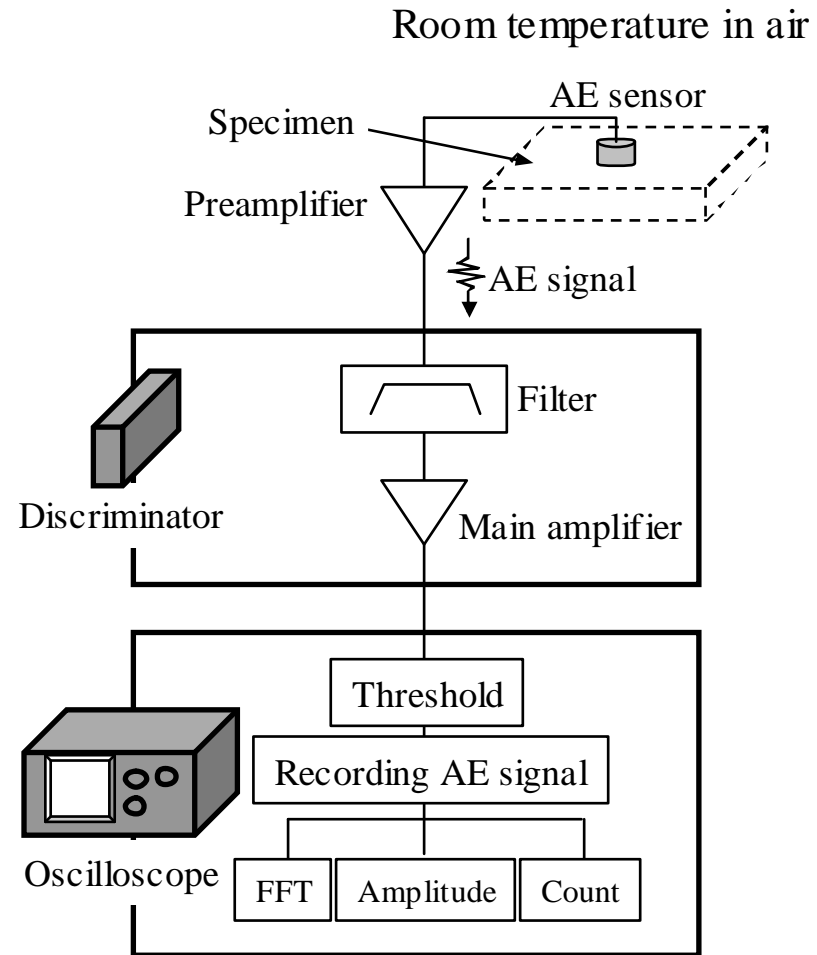 Room temperature in air
AE sensor
Specimen
Preamplifier
AE signal
Filter
Discriminator
Main amplifier
Threshold
Recording AE signal
Oscilloscope
FFT
Amplitude
Count